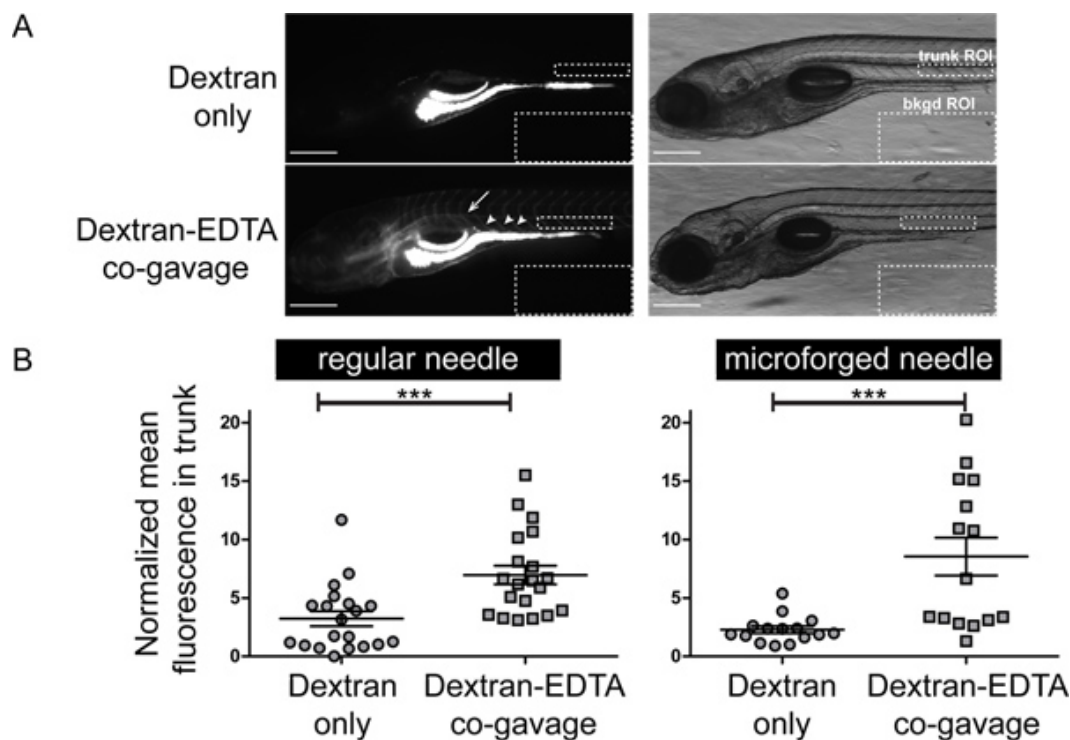 A
Dextran
only
trunk ROI
bkgd ROI
Dextran-EDTA
co-gavage
B
regular needle
microforged needle
Normalized mean
fluorescence in trunk
***
20
15
10
5
0
Dextran
only
Dextran-EDTA
co-gavage
***
20
15
10
5
0
Dextran
only
Dextran-EDTA
co-gavage